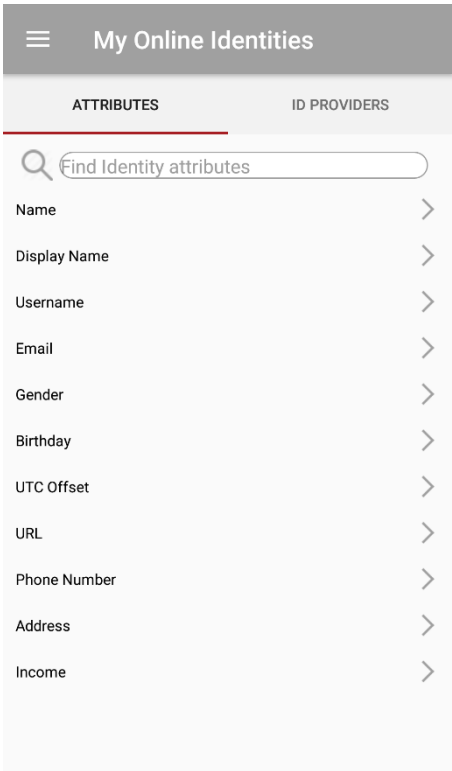 My Online Identities
ATTRIBUTES ID PROVIDERS
Find Identity attributes
Name
Display Name
Username
Email
Gender
Birthday
UTC Offset
URL
Phone Number
Address
Income